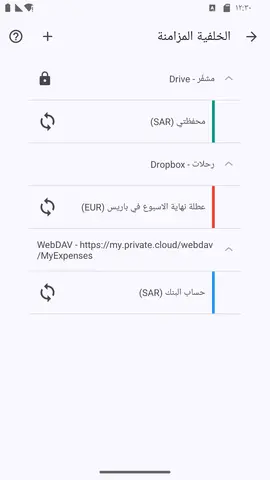 ١٢:٣٠
الخلفية المزامنة
Drive - مشفّر
محفظتي (SAR)
Dropbox - رحلات
عطلة نهاية الاسبوع في باريس (EUR)
WebDAV - https://my.private.cloud/webdav
/MyExpenses
حساب البنك (SAR)